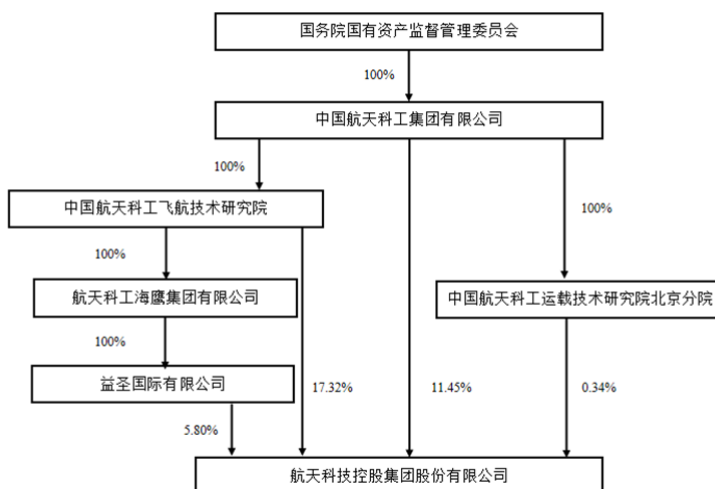 国务院国有资产监督管理委员会
100%
中国航天科工集团有限公司
100%
中国航天科工飞航技术研究院
100%
100%
航天科工海鹰集团有限公司
中国航天科工运载技术研究院北京分院
100%
益圣国际有限公司
17.32%
11.45%
0.34%
5.80%
航天科技控股集团股份有限公司